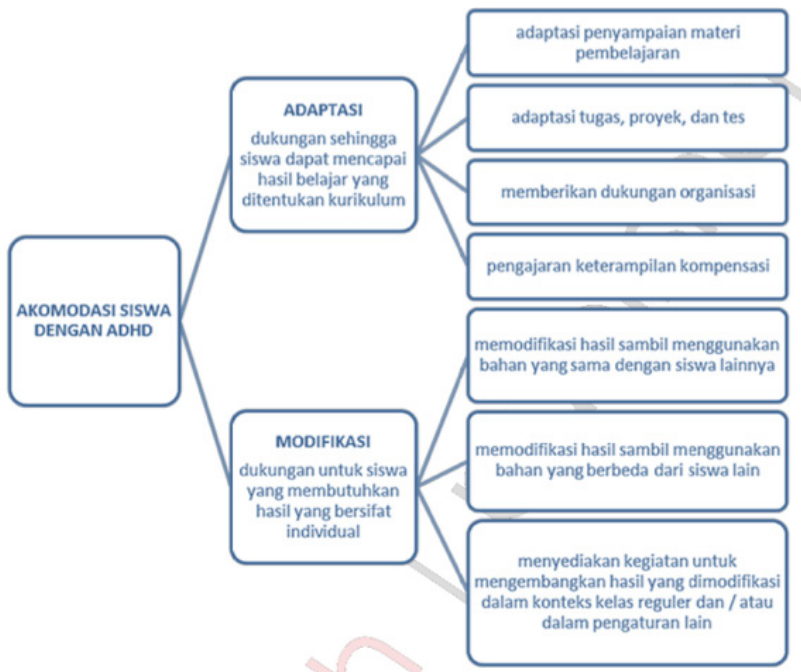 AKOMODASI SISWA
DENGAN ADHD
ADAPTASI
dukungan sehingga
siswa dapat mencapai
hasil belajar yang
ditentukan kurikulum
adaptasi penyampaian materi
pembelajaran
adaptasi tugas, proyek, dan tes
memberikan dukungan organisasi
pengajaran keterampilan kompensasi
MODIFIKASI
dukungan untuk siswa
yang membutuhkan
hasil yang bersifat
individual
memodifikasi hasil sambil menggunakan
bahan yang sama dengan siswa lainnya
memodifikasi hasil sambil menggunakan
bahan yang berbeda dari siswa lain
menyediakan kegiatan untuk
mengembangkan hasil yang dimodifikasi
dalam konteks kelas reguler dan / atau
dalam pengaturan lain